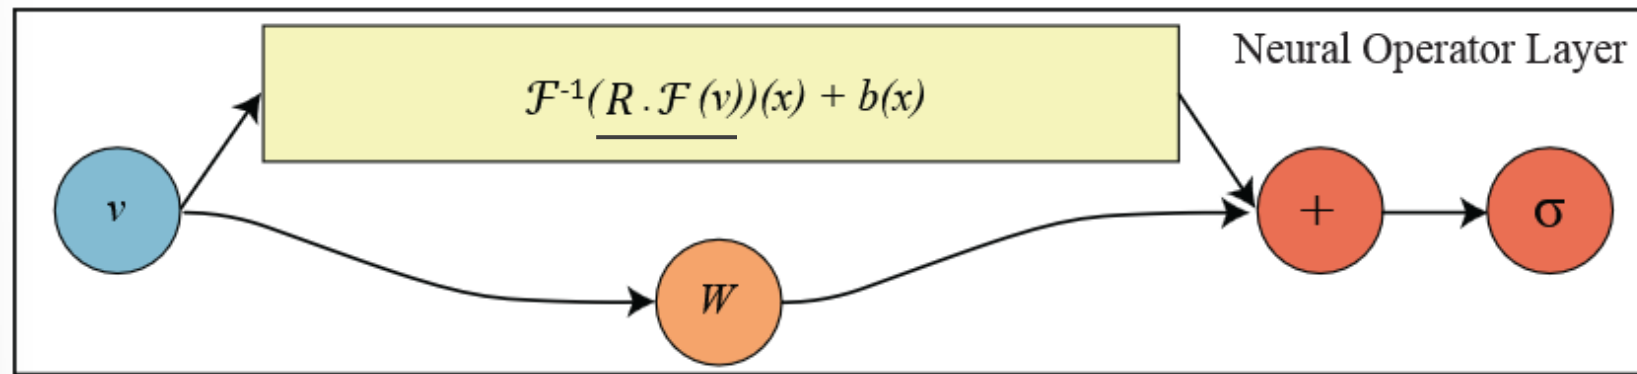 Neural Operator Layer
ℱ⁻¹(R . ℱ (v))(x) + b(x)
v
W
+
σ